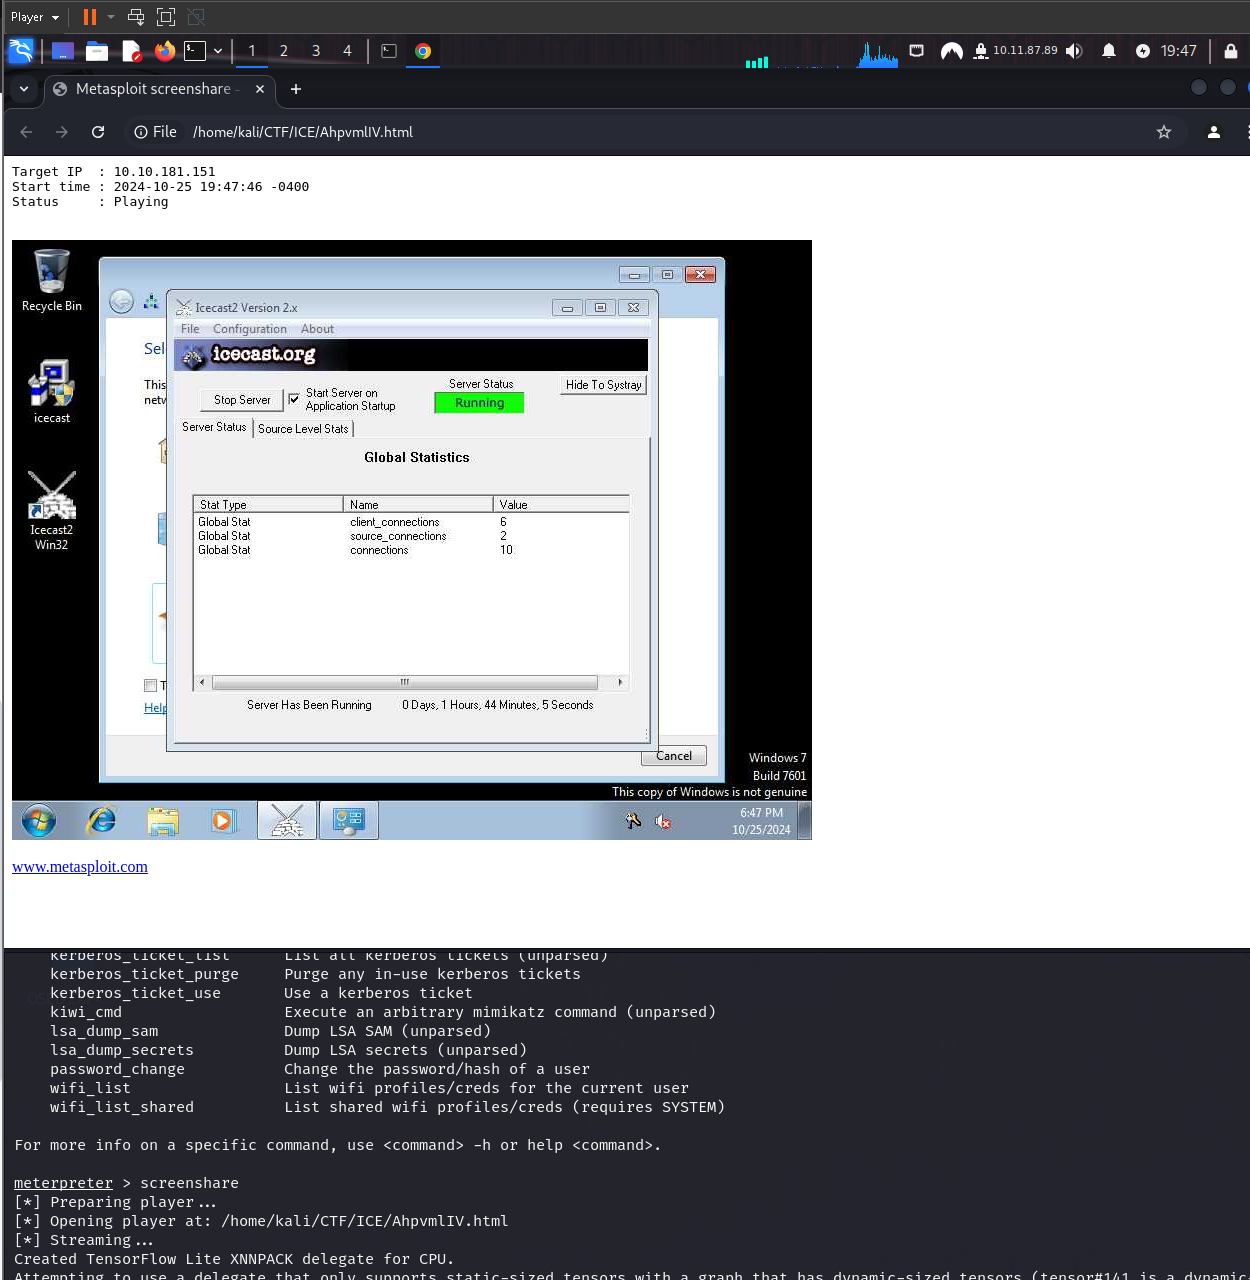 Player
1 2 3 4 10.11.87.89 19:47
Metasploit screenshare -
File /home/kali/CTF/ICE/AhpvmlIV.html
Target IP  : 10.10.181.151
Start time : 2024-10-25 19:47:46 -0400
Status     : Playing
Recycle Bin
icecast
Icecast2
Win32
Sel
This
netw
T
Help
Icecast2 Version 2.x
File Configuration About
icecast.org
Stop Server
Start Server on
Application Startup
Server Status
Running
Hide To Systray
Server Status Source Level Stats
Global Statistics
Stat Type Name Value
Global Stat client_connections 6
Global Stat source_connections 2
Global Stat connections 10
Server Has Been Running 0 Days, 1 Hours, 44 Minutes, 5 Seconds
Cancel
Windows 7
Build 7601
This copy of Windows is not genuine
6:47 PM
10/25/2024
www.metasploit.com
kerberos_ticket_list List all kerberos tickets (unparsed)
kerberos_ticket_purge Purge any in-use kerberos tickets
kerberos_ticket_use Use a kerberos ticket
kiwi_cmd Execute an arbitrary mimikatz command (unparsed)
lsa_dump_sam Dump LSA SAM (unparsed)
lsa_dump_secrets Dump LSA secrets (unparsed)
password_change Change the password/hash of a user
wifi_list List wifi profiles/creds for the current user
wifi_list_shared List shared wifi profiles/creds (requires SYSTEM)
For more info on a specific command, use <command> -h or help <command>.
meterpreter > screenshare
[*] Preparing player...
[*] Opening player at: /home/kali/CTF/ICE/AhpvmlIV.html
[*] Streaming...
Created TensorFlow Lite XNNPACK delegate for CPU.
Attempting to use a delegate that only supports static-sized tensors with a graph that has dynamic-sized tensors (tensor#141 is a dynamic